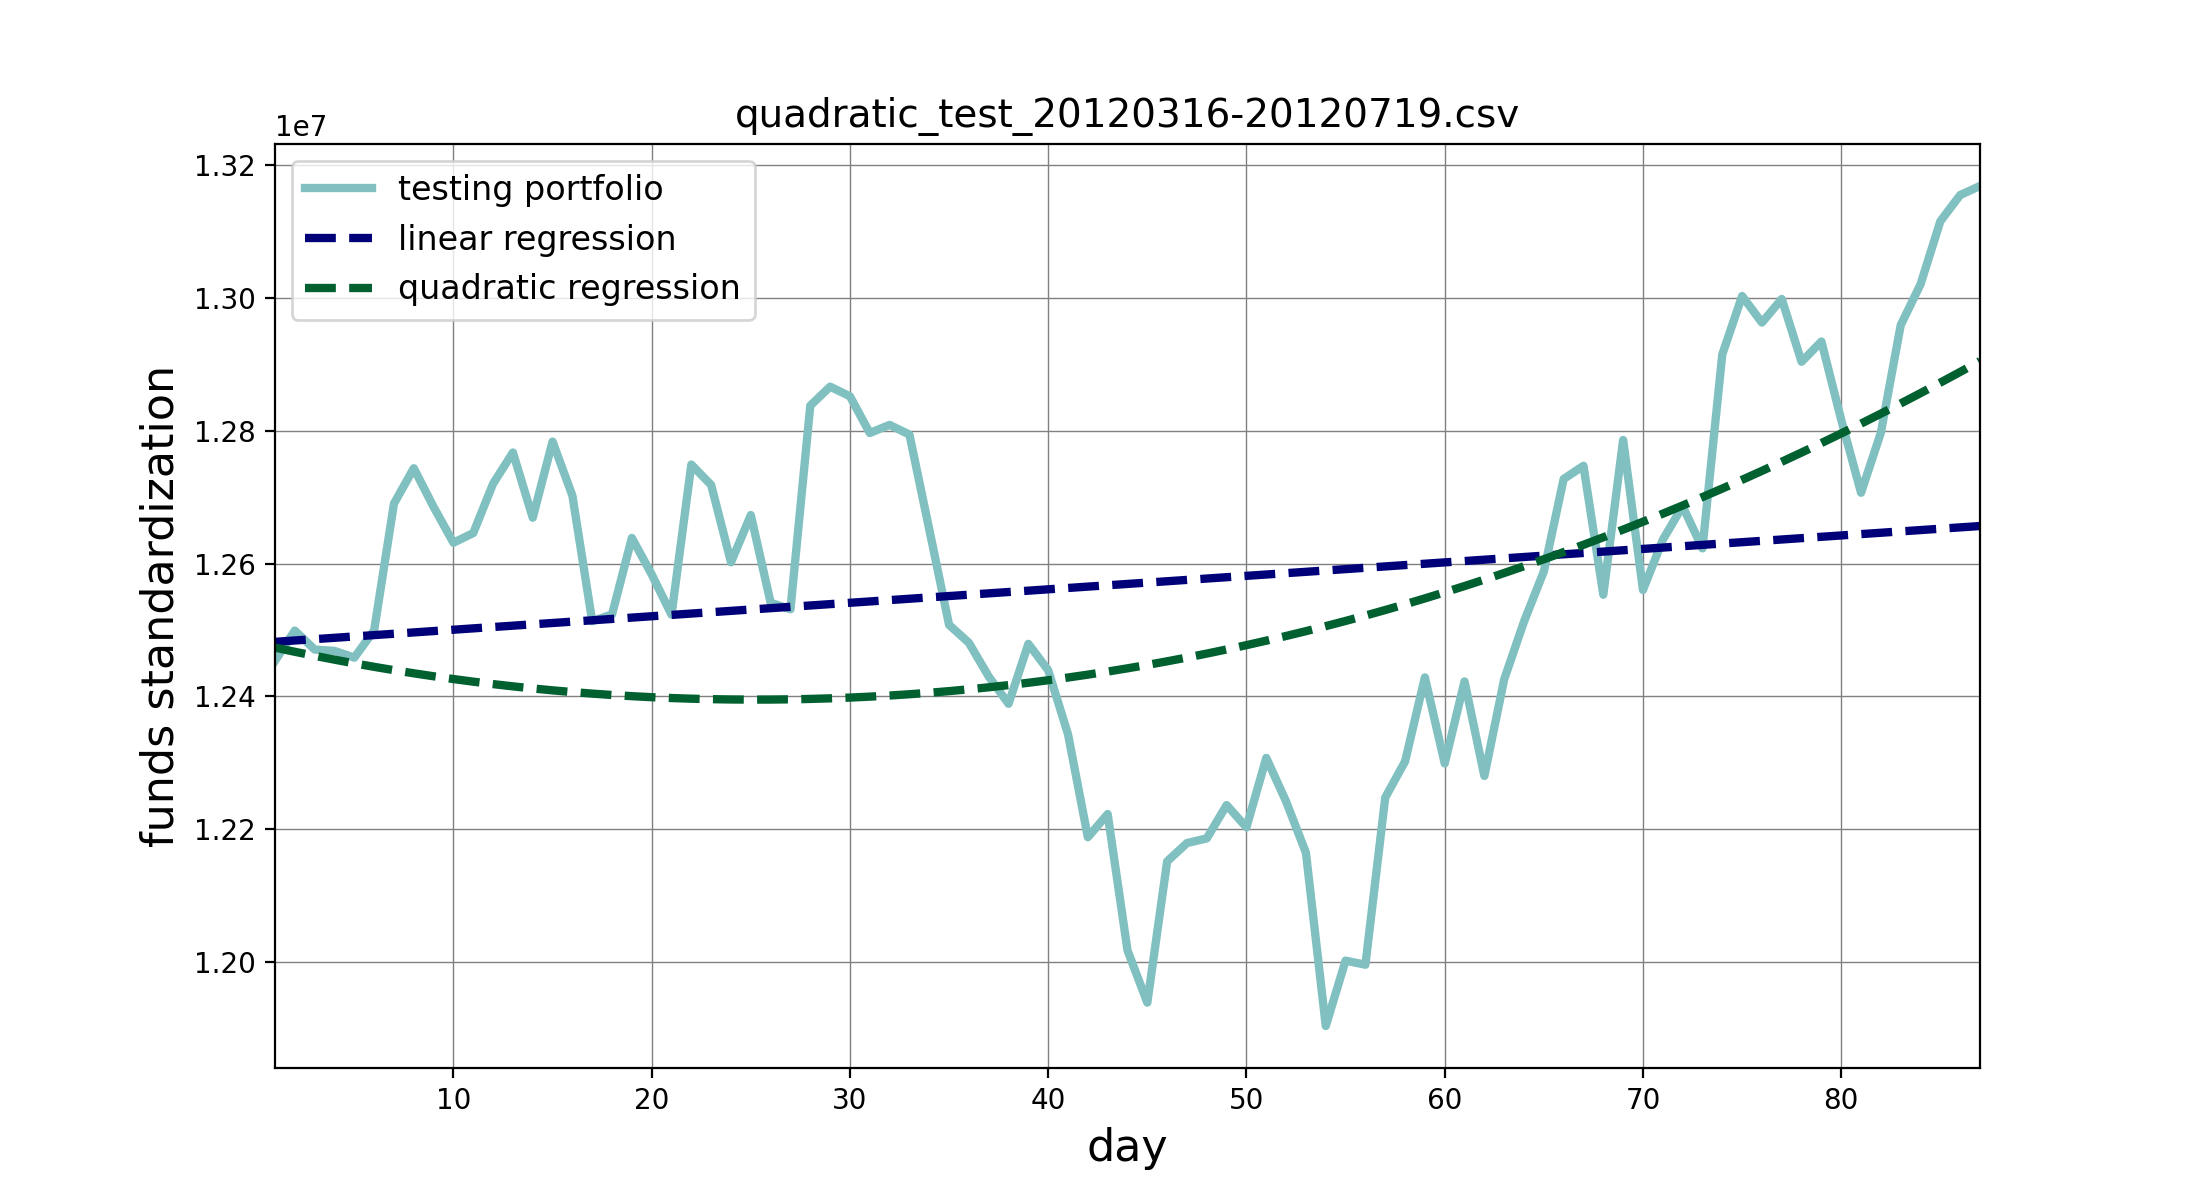 quadratic_test_20120316-20120719.csv
1e7
testing portfolio
linear regression
quadratic regression
funds standardization
1.32
1.30
1.28
1.26
1.24
1.22
1.20
10 20 30 40 50 60 70 80
day